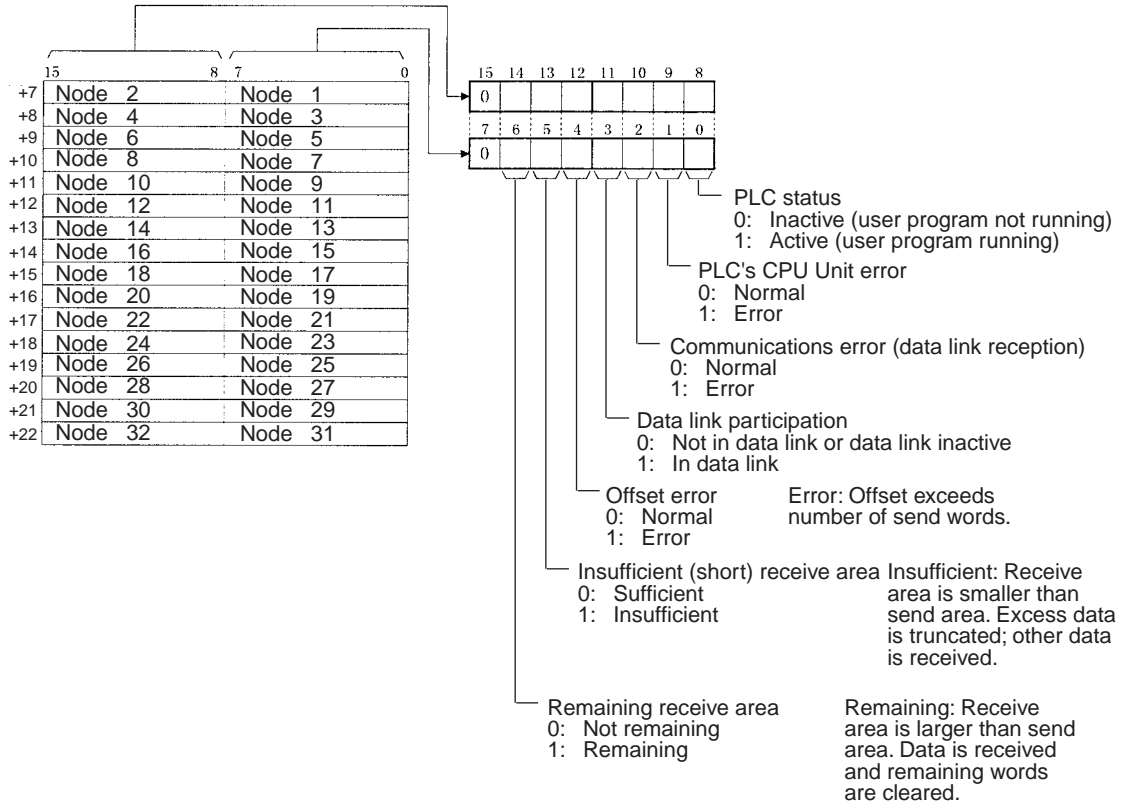 15 8 7 0
+7 Node 2 Node 1
+8 Node 4 Node 3
+9 Node 6 Node 5
+10 Node 8 Node 7
+11 Node 10 Node 9
+12 Node 12 Node 11
+13 Node 14 Node 13
+14 Node 16 Node 15
+15 Node 18 Node 17
+16 Node 20 Node 19
+17 Node 22 Node 21
+18 Node 24 Node 23
+19 Node 26 Node 25
+20 Node 28 Node 27
+21 Node 30 Node 29
+22 Node 32 Node 31
15 14 13 12 11 10 9 8
0
7 6 5 4 3 2 1 0
0
PLC status
0: Inactive (user program not running)
1: Active (user program running)
PLC's CPU Unit error
0: Normal
1: Error
Communications error (data link reception)
0: Normal
1: Error
Data link participation
0: Not in data link or data link inactive
1: In data link
Offset error
0: Normal
1: Error
Error: Offset exceeds
number of send words.
Insufficient (short) receive area
0: Sufficient
1: Insufficient
Insufficient: Receive
area is smaller than
send area. Excess data
is truncated; other data
is received.
Remaining receive area
0: Not remaining
1: Remaining
Remaining: Receive
area is larger than send
area. Data is received
and remaining words
are cleared.